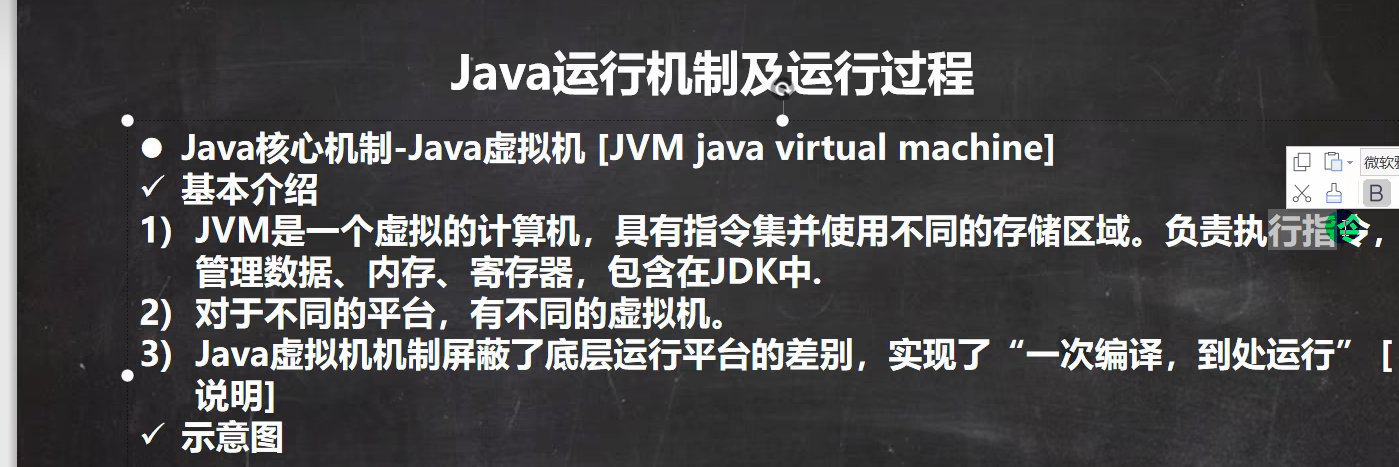 Java运行机制及运行过程
● Java核心机制-Java虚拟机 [JVM java virtual machine]
✓ 基本介绍
1) JVM是一个虚拟的计算机，具有指令集并使用不同的存储区域。负责执行指令，
管理数据、内存、寄存器，包含在JDK中.
2) 对于不同的平台，有不同的虚拟机。
3) Java虚拟机机制屏蔽了底层运行平台的差别，实现了“一次编译，到处运行” [
说明]
✓ 示意图
微软
B